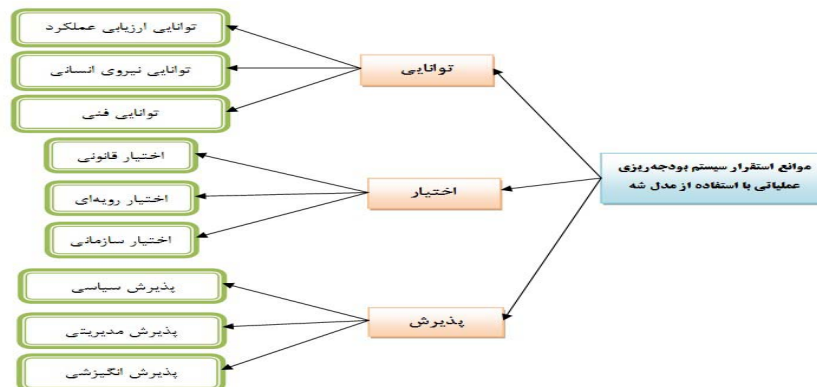 موانع استقرار سیستم بودجه‌ریزی
عملیاتی با استفاده از مدل شه
توانایی
توانایی ارزیابی عملکرد
توانایی نیروی انسانی
توانایی فنی
اختیار
اختیار قانونی
اختیار رویه‌ای
اختیار سازمانی
پذیرش
پذیرش سیاسی
پذیرش مدیریتی
پذیرش انگیزشی